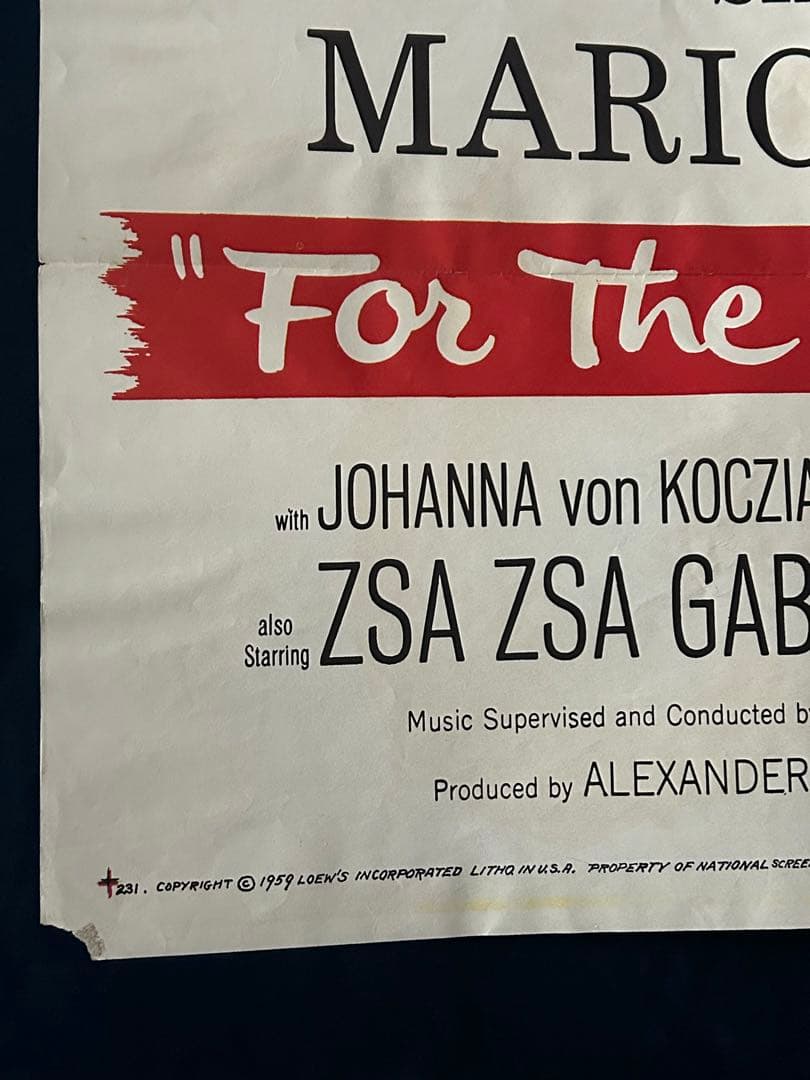 MARIO
"For The
with JOHANNA von KOCZIA
also Starring ZSA ZSA GAB
Music Supervised and Conducted b
Produced by ALEXANDER
231. COPYRIGHT © 1959 LOEW'S INCORPORATED LITHO. IN U.S.A. PROPERTY OF NATIONAL SCREE